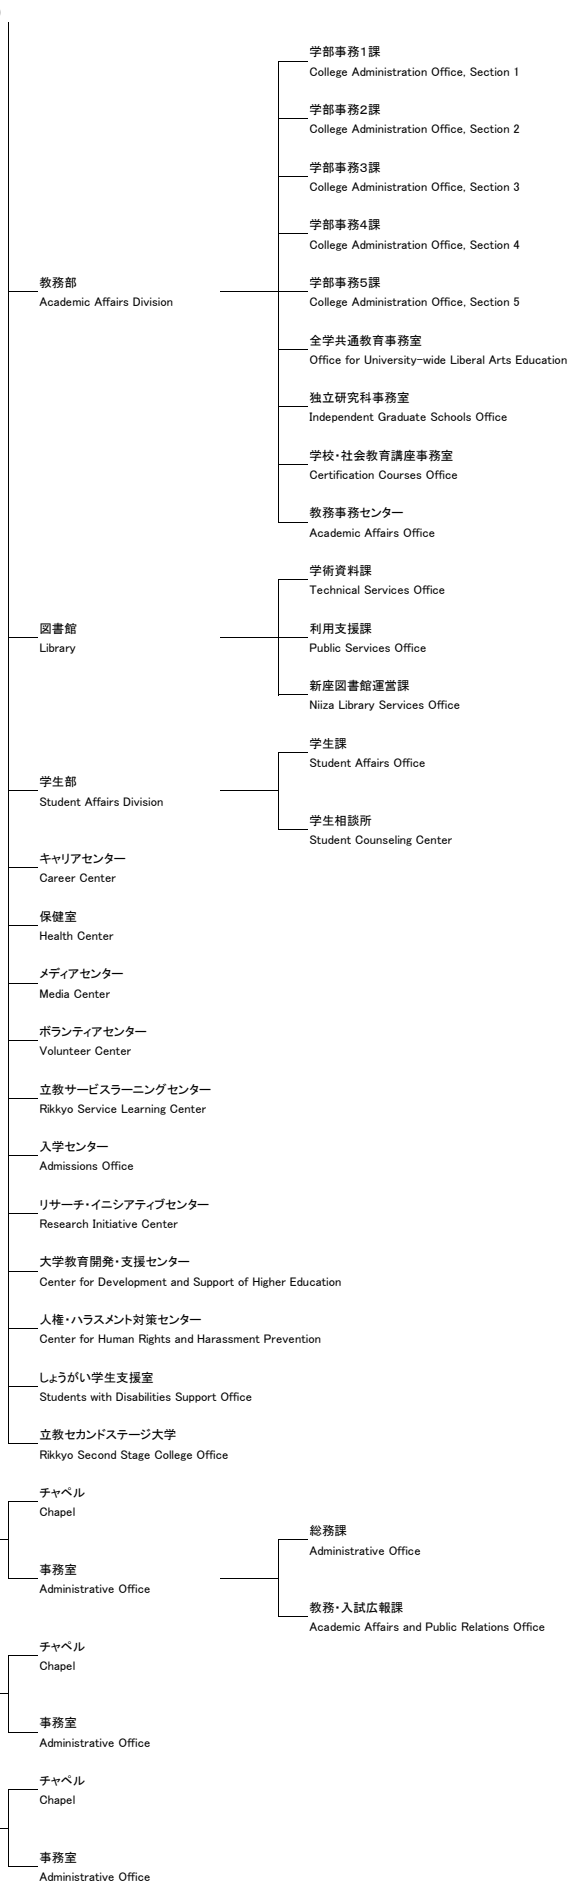 学部事務1課
College Administration Office, Section 1
学部事務2課
College Administration Office, Section 2
学部事務3課
College Administration Office, Section 3
学部事務4課
College Administration Office, Section 4
教務部
Academic Affairs Division
学部事務5課
College Administration Office, Section 5
全学共通教育事務室
Office for University-wide Liberal Arts Education
独立研究科事務室
Independent Graduate Schools Office
学校・社会教育講座事務室
Certification Courses Office
教務事務センター
Academic Affairs Office
学術資料課
Technical Services Office
図書館
Library
利用支援課
Public Services Office
新座図書館運営課
Niiza Library Services Office
学生課
Student Affairs Office
学生部
Student Affairs Division
学生相談所
Student Counseling Center
キャリアセンター
Career Center
保健室
Health Center
メディアセンター
Media Center
ボランティアセンター
Volunteer Center
立教サービスラーニングセンター
Rikkyo Service Learning Center
入学センター
Admissions Office
リサーチ・イニシアティブセンター
Research Initiative Center
大学教育開発・支援センター
Center for Development and Support of Higher Education
人権・ハラスメント対策センター
Center for Human Rights and Harassment Prevention
しょうがい学生支援室
Students with Disabilities Support Office
立教セカンドステージ大学
Rikkyo Second Stage College Office
チャペル
Chapel
総務課
Administrative Office
事務室
Administrative Office
教務・入試広報課
Academic Affairs and Public Relations Office
チャペル
Chapel
事務室
Administrative Office
チャペル
Chapel
事務室
Administrative Office